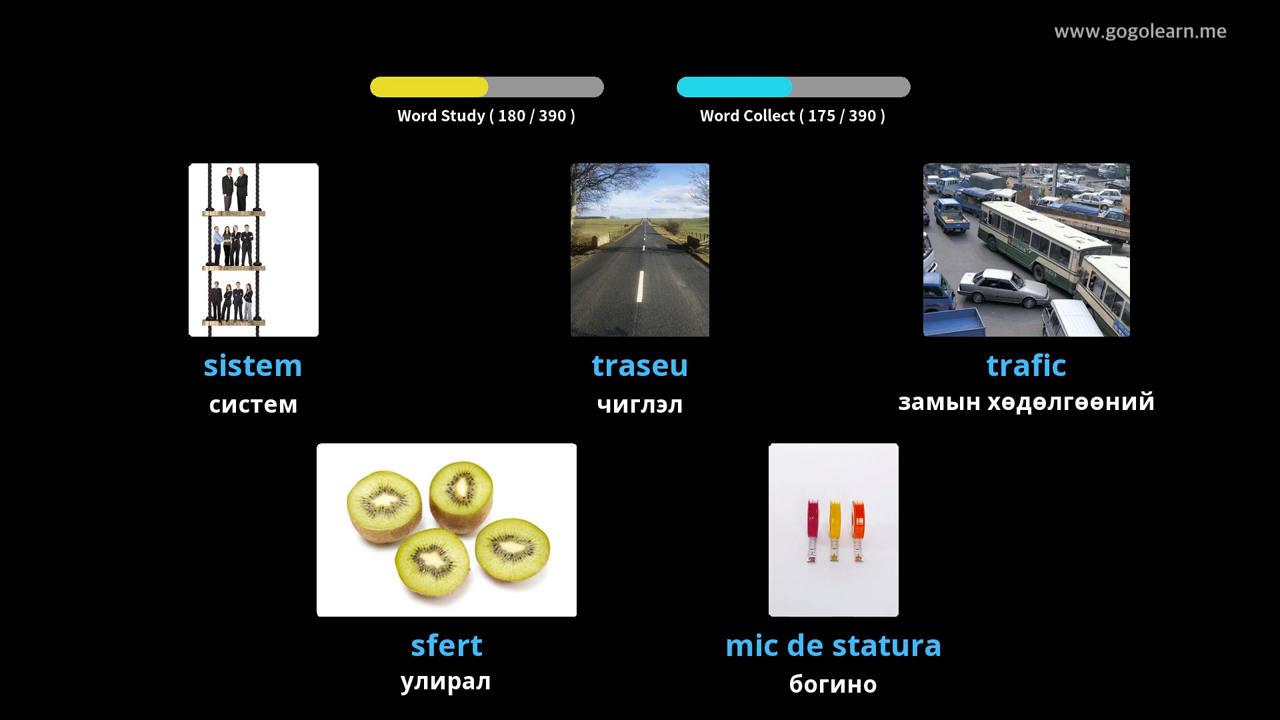 www.gogolearn.me
Word Study ( 180 / 390 )
Word Collect ( 175 / 390 )
sistem
traseu
trafic
систем
чиглэл
замын хөдөлгөөний
sfert
mic de statura
улирал
богино